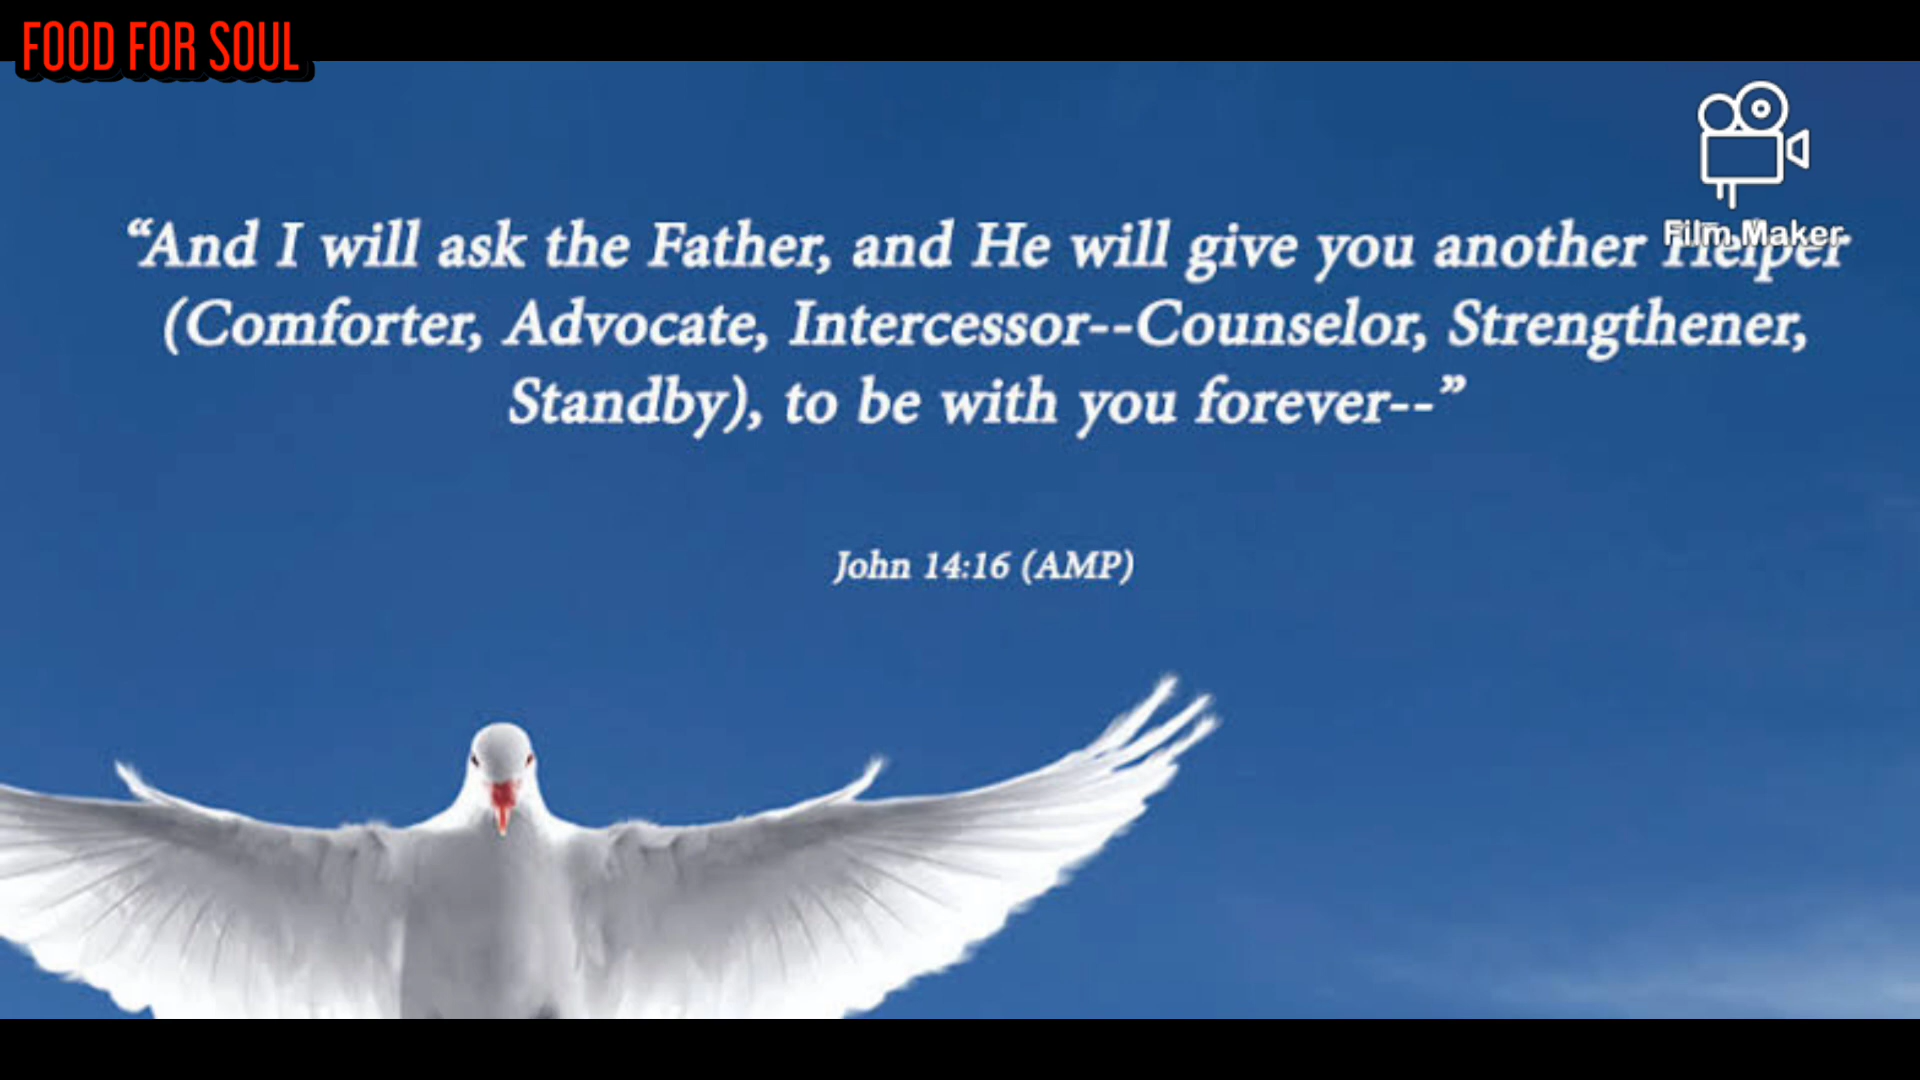 FOOD FOR SOUL
Film Maker
“And I will ask the Father, and He will give you another Helper
(Comforter, Advocate, Intercessor--Counselor, Strengthener,
Standby), to be with you forever--”
John 14:16 (AMP)